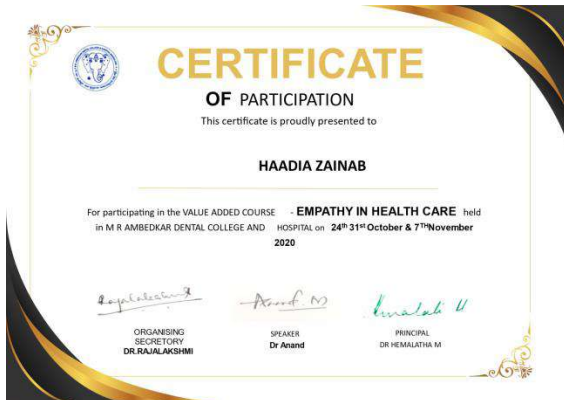 CERTIFICATE
OF PARTICIPATION
This certificate is proudly presented to
HAADIA ZAINAB
For participating in the VALUE ADDED COURSE - EMPATHY IN HEALTH CARE held
in M R AMBEDKAR DENTAL COLLEGE AND HOSPITAL on 24th 31st October & 7THNovember
2020
Anand. M
Hemalatha M
ORGANISING
SECRETORY
DR.RAJALAKSHMI
SPEAKER
Dr Anand
PRINCIPAL
DR HEMALATHA M